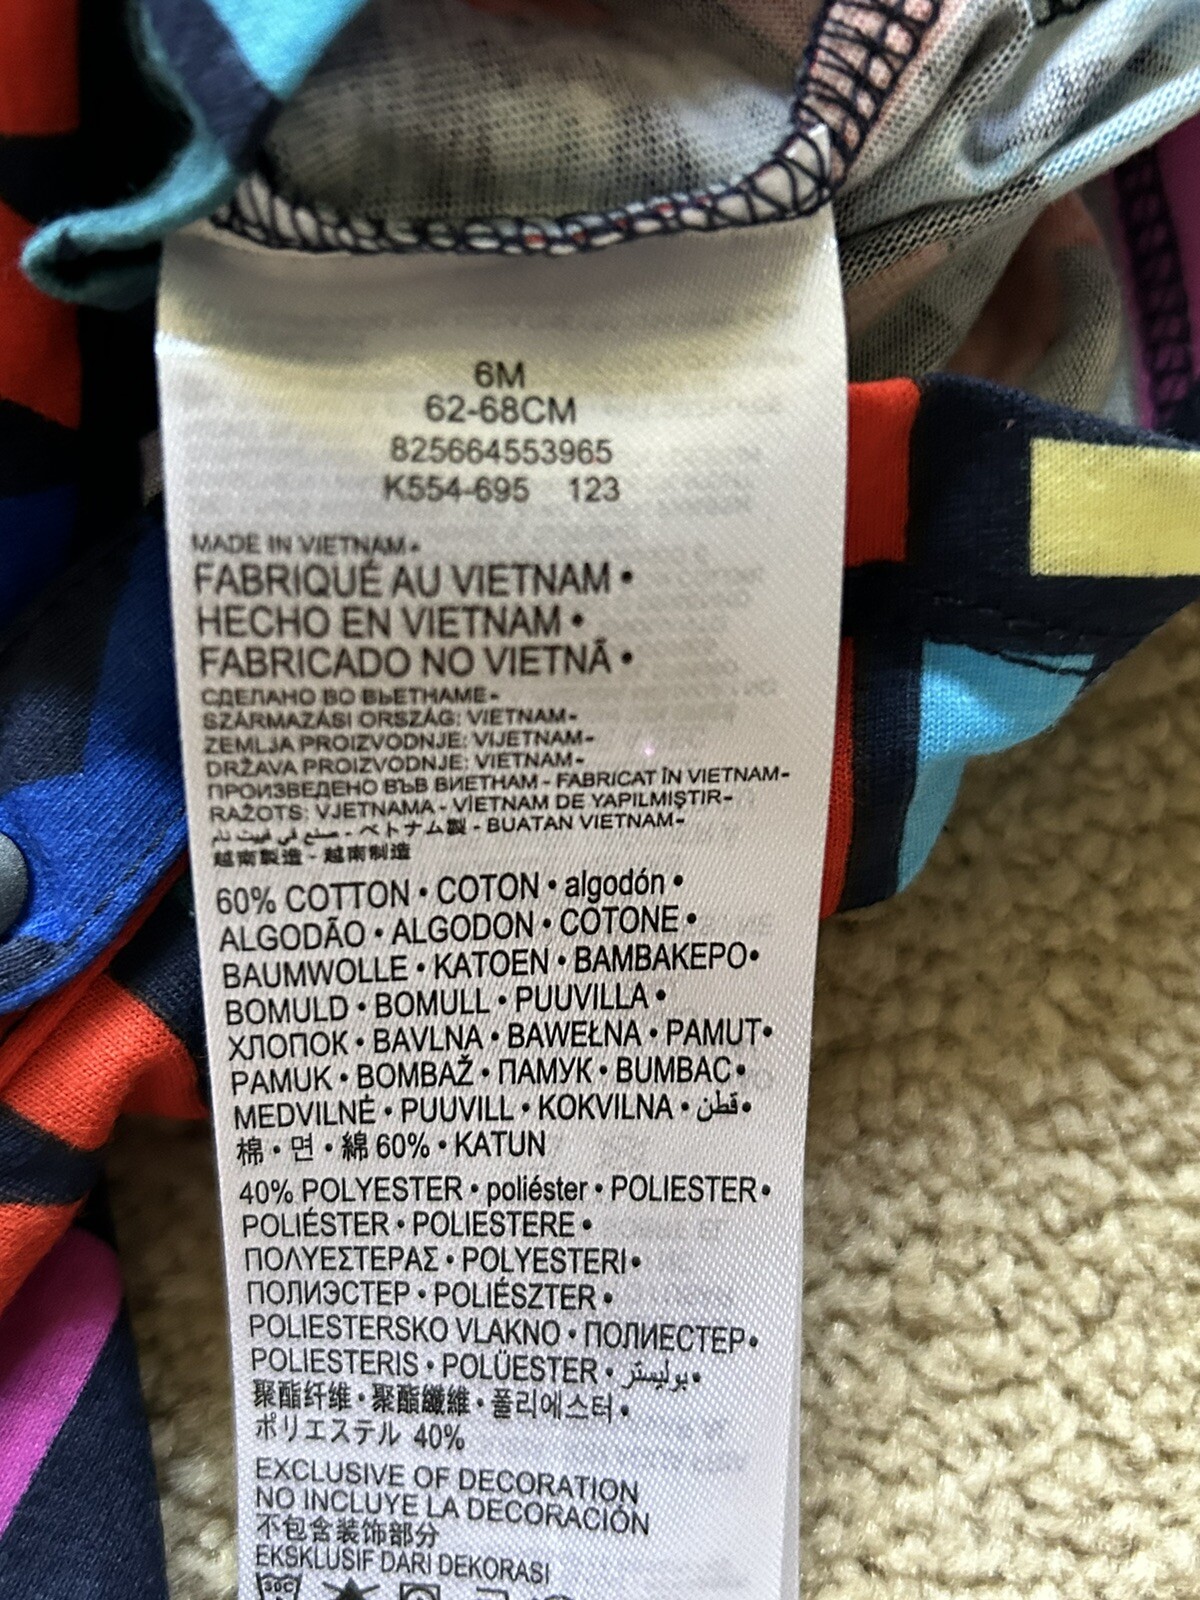 6M
62-68CM
825664553965
K554-695 123
MADE IN VIETNAM-
FABRIQUÉ AU VIETNAM •
HECHO EN VIETNAM •
FABRICADO NO VIETNÃ •
СДЕЛАНО ВО ВЬЕТНАМЕ-
SZÁRMAZÁSI ORSZÁG: VIETNAM-
ZEMLJA PROIZVODNJE: VIJETNAM-
DRŽAVA PROIZVODNJE: VIETNAM-
ПРОИЗВЕДЕНО ВЪВ ВИЕТНАМ - FABRICAT ÎN VIETNAM-
RAŽOTS: VJETNAMA - VİETNAM DE YAPILMIŞTIR-
صنع في فييت نام - ベトナム製 - BUATAN VIETNAM-
越南製造 - 越南制造
60% COTTON • COTON • algodón •
ALGODÃO • ALGODON • COTONE •
BAUMWOLLE • KATOEN • ΒΑΜΒΑΚΕΡΟ•
BOMULD • BOMULL • PUUVILLA •
ХЛОПОК • BAVLNA • BAWEŁNA • PAMUT•
PAMUK • BOMBAŽ • ПАМУК • BUMBAC •
MEDVILNĖ • PUUVILL • KOKVILNA • قطن•
棉 • 면 • 綿 60% • KATUN
40% POLYESTER • poliéster • POLIESTER•
POLIÉSTER • POLIESTERE •
ΠΟΛΥΕΣΤΕΡΑΣ • POLYESTERI•
ПОЛИЭСТЕР • POLIÉSZTER •
POLIESTERSKO VLAKNO • ПОЛИЕСТЕР•
POLIESTERIS • POLÜESTER • بوليستر•
聚酯纤维 • 聚酯纖維 • 폴리에스터 •
ポリエステル 40%
EXCLUSIVE OF DECORATION
NO INCLUYE LA DECORACIÓN
不包含装饰部分
EKSKLUSIF DARI DEKORASI
30C